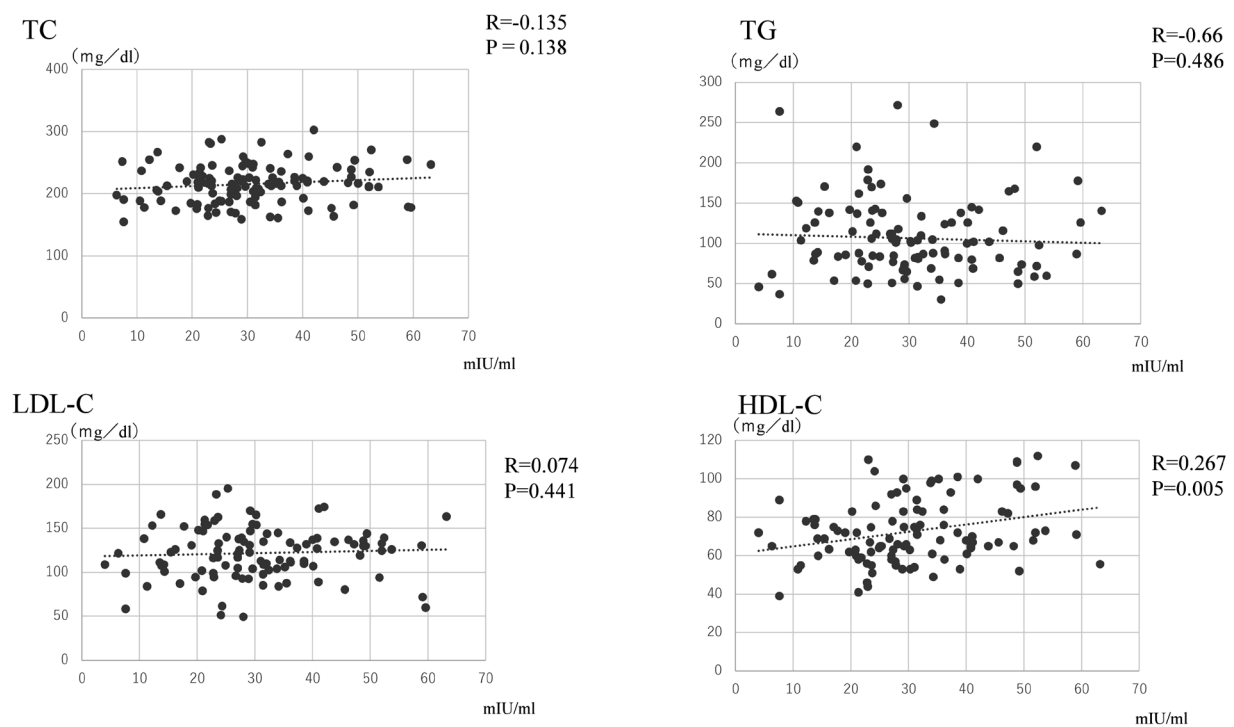 TC
(mg／dl)
R=-0.135
P = 0.138
400
300
200
100
0
0 10 20 30 40 50 60 70
mIU/ml
TG
(mg／dl)
R=-0.66
P=0.486
300
250
200
150
100
50
0
0 10 20 30 40 50 60 70
mIU/ml
LDL-C
(mg／dl)
R=0.074
P=0.441
250
200
150
100
50
0
0 10 20 30 40 50 60 70
mIU/ml
HDL-C
(mg／dl)
R=0.267
P=0.005
120
100
80
60
40
20
0
0 10 20 30 40 50 60 70
mIU/ml